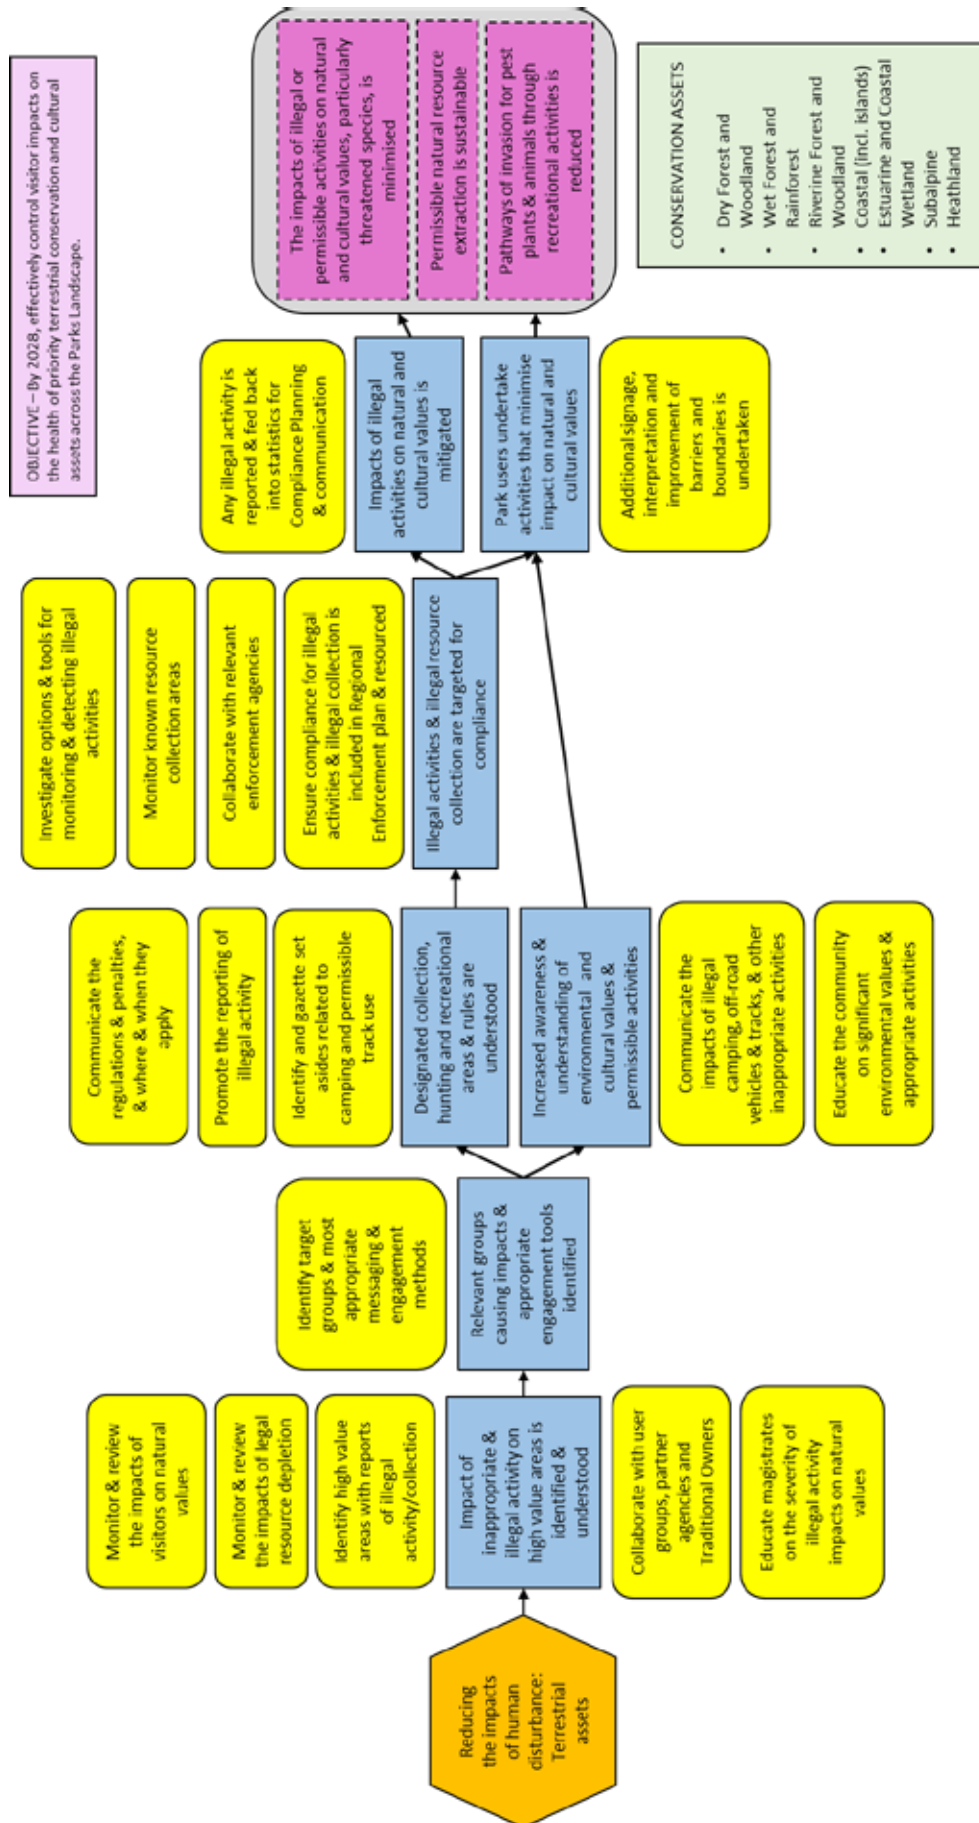 OBJECTIVE – By 2028, effectively control visitor impacts on
the health of priority terrestrial conservation and cultural
assets across the Parks Landscape.
Reducing
the impacts
of human
disturbance:
Terrestrial
assets
Monitor & review
the impacts of
visitors on natural
values
Monitor & review
the impacts of legal
resource depletion
Identify high value
areas with reports
of illegal
activity/collection
Impact of
inappropriate &
illegal activity on
high value areas is
identified &
understood
Collaborate with user
groups, partner
agencies and
Traditional Owners
Educate magistrates
on the severity of
illegal activity
impacts on natural
values
Identify target
groups & most
appropriate
messaging &
engagement
methods
Relevant groups
causing impacts &
appropriate
engagement tools
identified
Communicate the
regulations & penalties,
& where & when they
apply
Promote the reporting of
illegal activity
Identify and gazette set
asides related to
camping and permissible
track use
Designated collection,
hunting and recreational
areas & rules are
understood
Increased awareness &
understanding of
environmental and
cultural values &
permissible activities
Communicate the
impacts of illegal
camping, off-road
vehicles & tracks, & other
inappropriate activities
Educate the community
on significant
environmental values &
appropriate activities
Investigate options & tools for
monitoring & detecting illegal
activities
Monitor known resource
collection areas
Collaborate with relevant
enforcement agencies
Ensure compliance for illegal
activities & illegal collection is
included in Regional
Enforcement plan & resourced
Illegal activities & illegal resource
collection are targeted for
compliance
Any illegal activity is
reported & fed back
into statistics for
Compliance Planning
& communication
Impacts of illegal
activities on natural and
cultural values is
mitigated
Park users undertake
activities that minimise
impact on natural and
cultural values
Additional signage,
interpretation and
improvement of
barriers and
boundaries is
undertaken
The impacts of illegal or
permissible activities on natural
and cultural values, particularly
threatened species, is
minimised
Permissible natural resource
extraction is sustainable
Pathways of invasion for pest
plants & animals through
recreational activities is
reduced
CONSERVATION ASSETS
• Dry Forest and
Woodland
• Wet Forest and
Rainforest
• Riverine Forest and
Woodland
• Coastal (incl. islands)
• Estuarine and Coastal
Wetland
• Subalpine
• Heathland